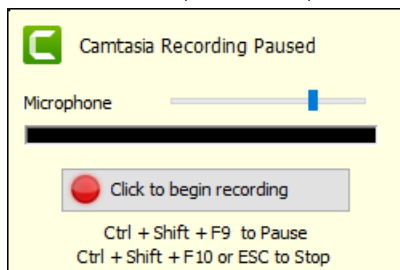 Camtasia Recording Paused
Microphone
Click to begin recording
Ctrl + Shift + F9 to Pause
Ctrl + Shift + F10 or ESC to Stop